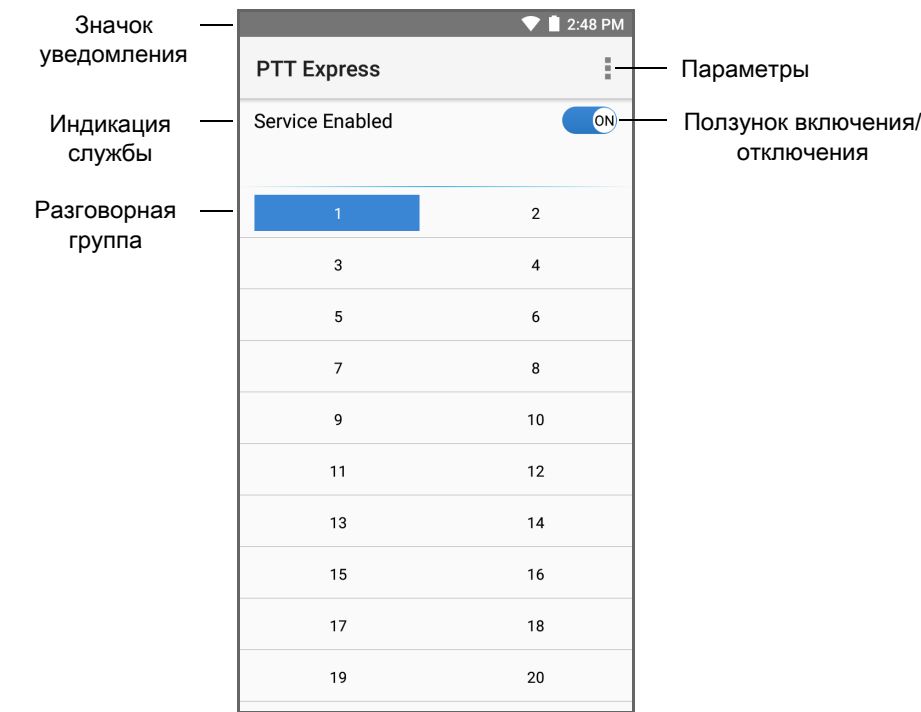 Значок
уведомления
2:48 PM
PTT Express
Параметры
Индикация
службы
Service Enabled
ON
Ползунок включения/
отключения
Разговорная
группа
1 2
3 4
5 6
7 8
9 10
11 12
13 14
15 16
17 18
19 20